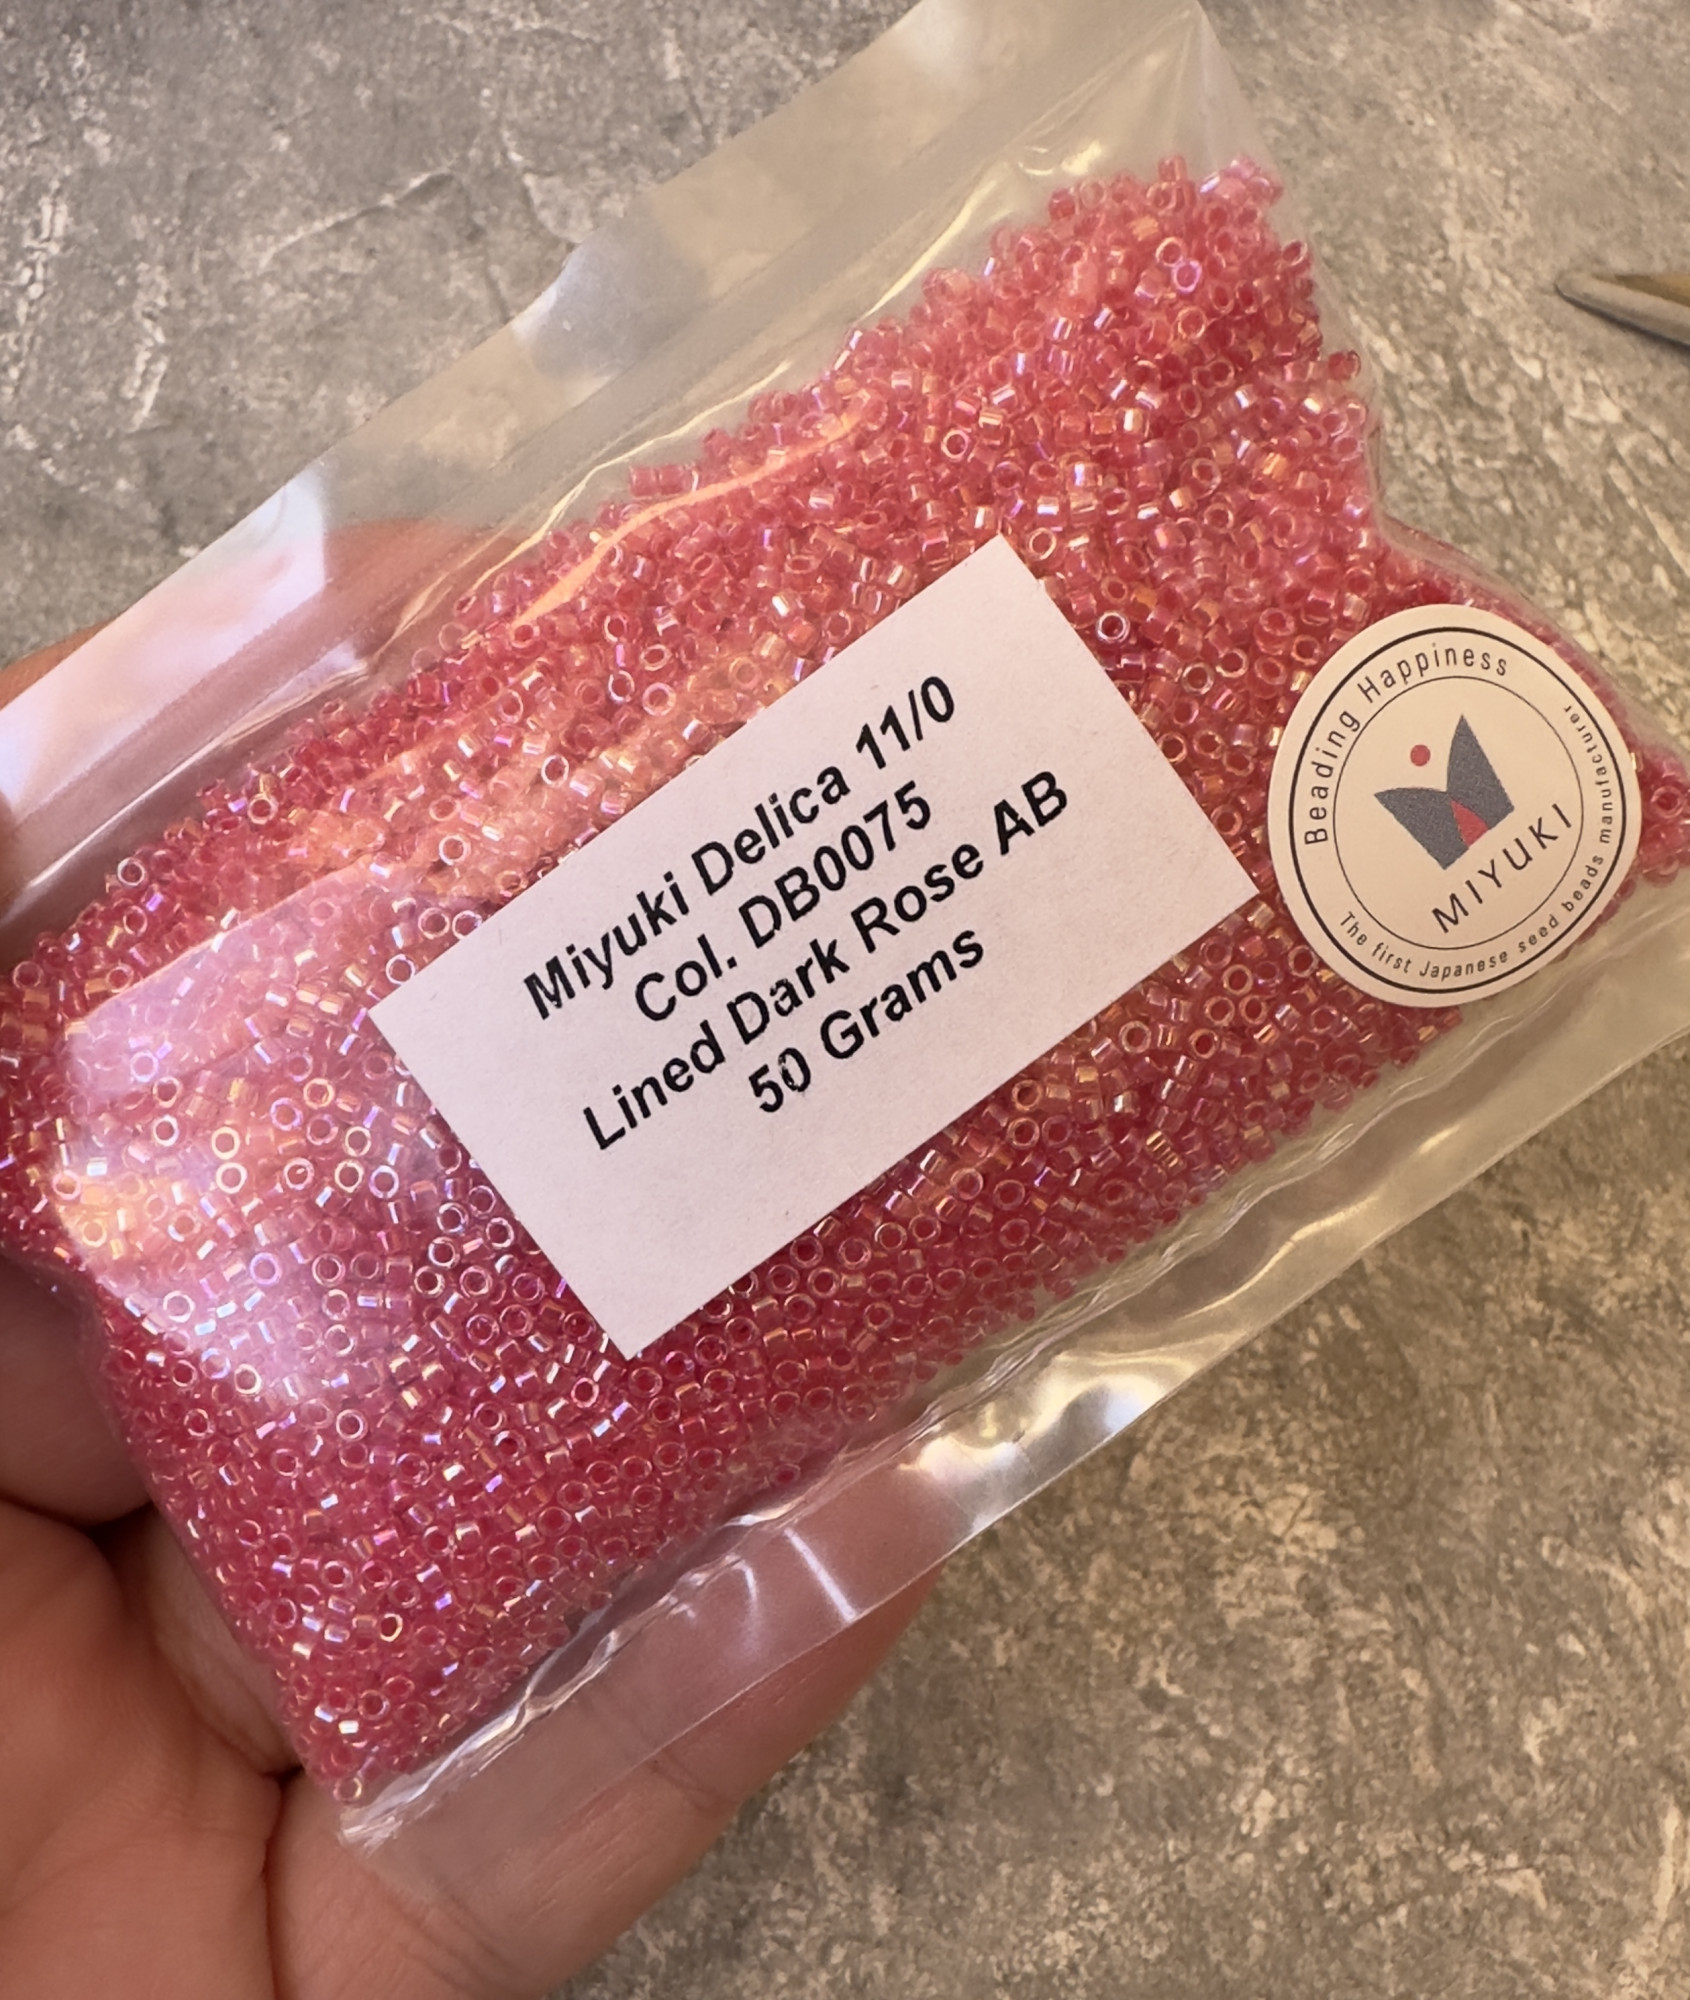 Miyuki Delica 11/0
Col. DB0075
Lined Dark Rose AB
50 Grams
Beading Happiness
MIYUKI
The first Japanese seed beads manufacturer